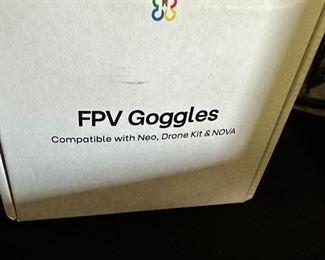 FPV Goggles
Compatible with Neo, Drone Kit & NOVA